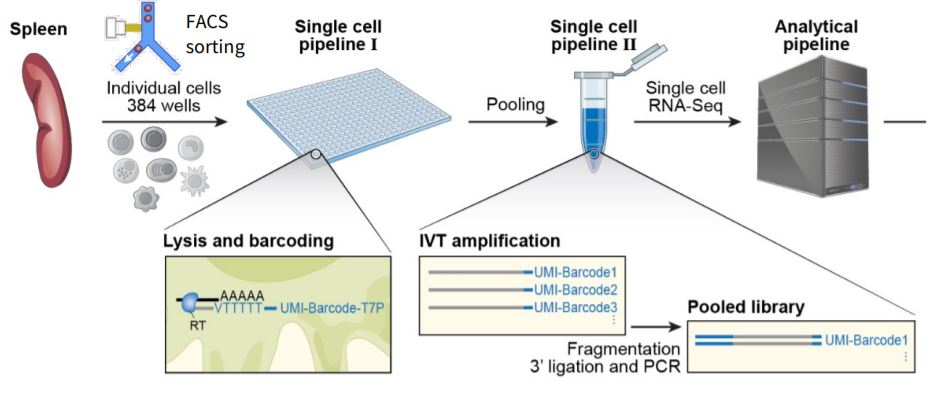 Spleen
FACS
sorting
Individual cells
384 wells
Single cell
pipeline I
Pooling
Single cell
pipeline II
Single cell
RNA-Seq
Analytical
pipeline
Lysis and barcoding
AAAAA
VTTTTT
UMI-Barcode-T7P
RT
IVT amplification
UMI-Barcode1
UMI-Barcode2
UMI-Barcode3
⋮
Fragmentation
3' ligation and PCR
Pooled library
UMI-Barcode1
⋮